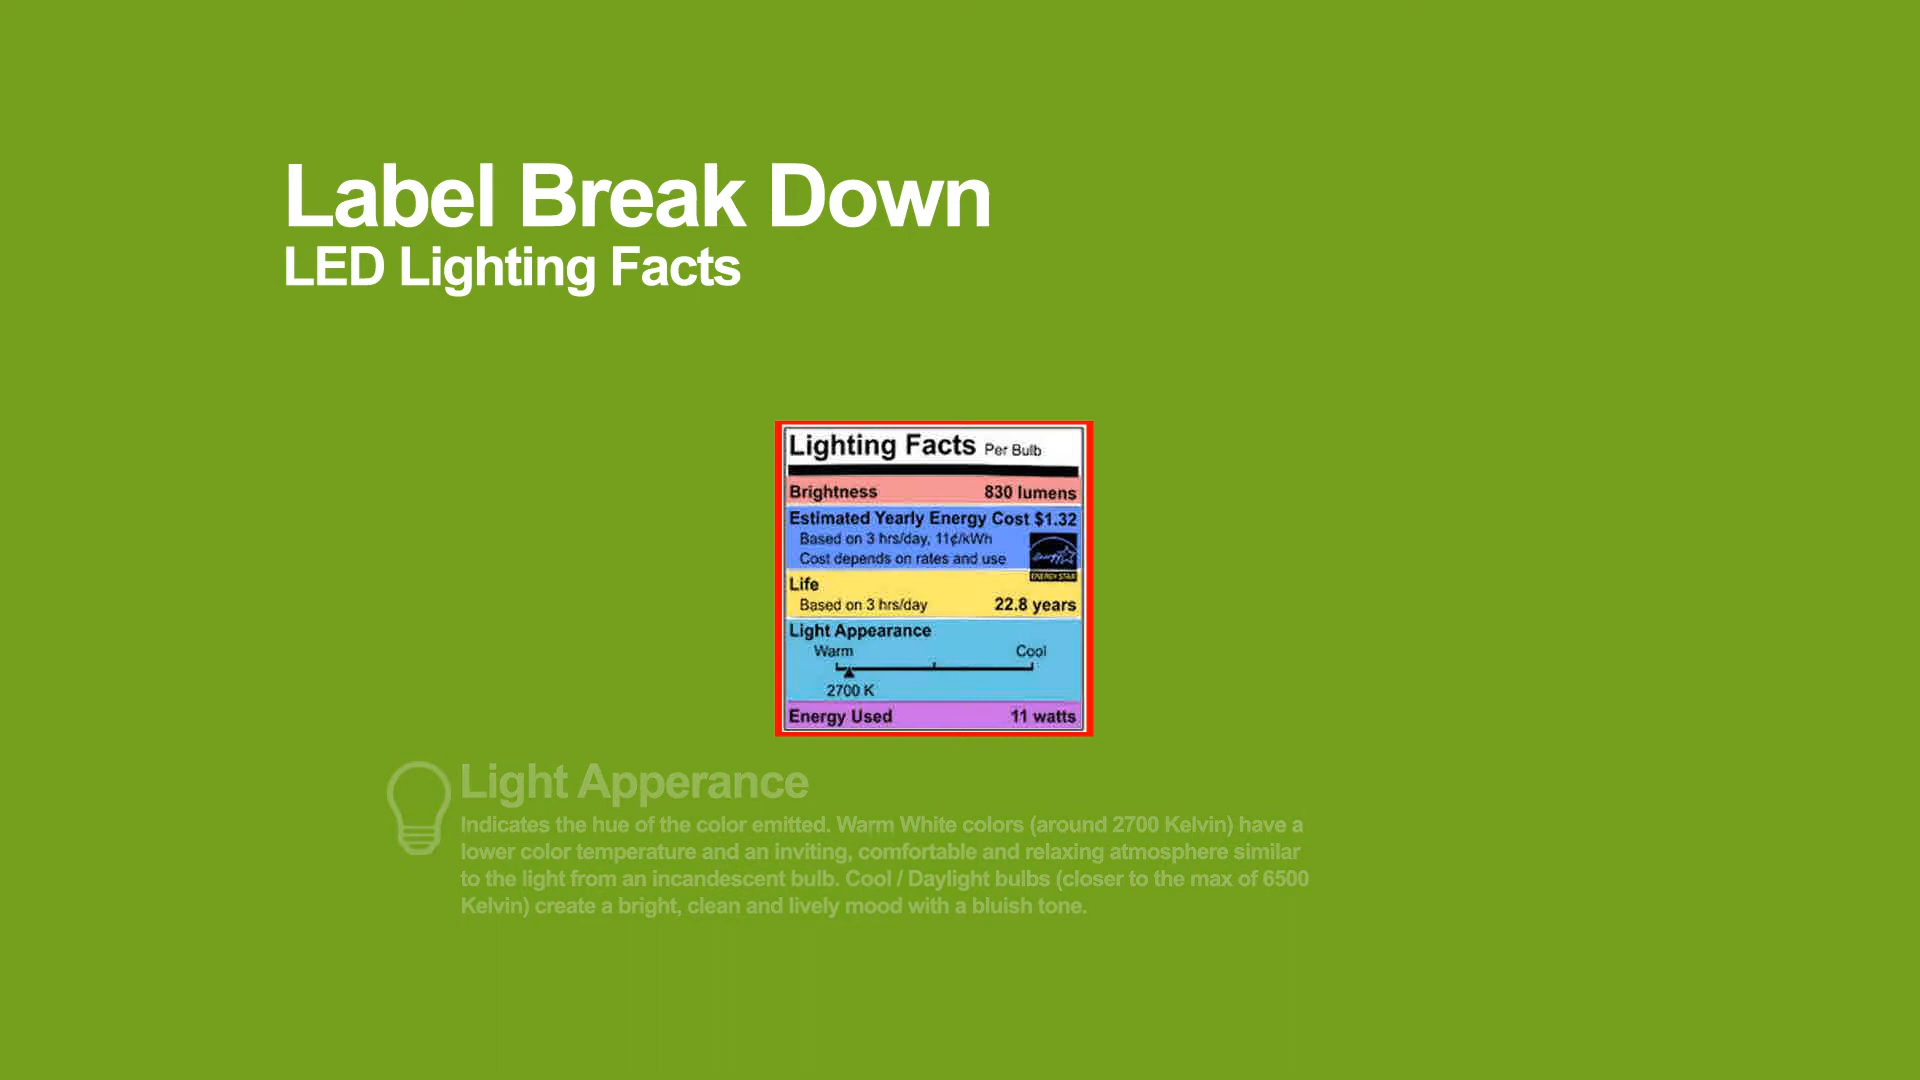 Label Break Down
LED Lighting Facts
Lighting Facts Per Bulb
Brightness 830 lumens
Estimated Yearly Energy Cost $1.32
Based on 3 hrs/day, 11¢/kWh
Cost depends on rates and use
ENERGY STAR
Life
Based on 3 hrs/day 22.8 years
Light Appearance
Warm Cool
2700 K
Energy Used 11 watts
Light Apperance
Indicates the hue of the color emitted. Warm White colors (around 2700 Kelvin) have a
lower color temperature and an inviting, comfortable and relaxing atmosphere similar
to the light from an incandescent bulb. Cool / Daylight bulbs (closer to the max of 6500
Kelvin) create a bright, clean and lively mood with a bluish tone.